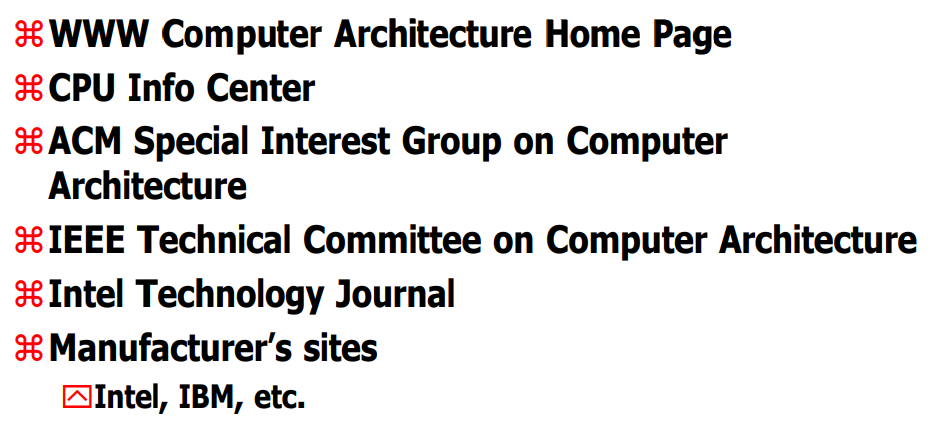 ⌘WWW Computer Architecture Home Page
⌘CPU Info Center
⌘ACM Special Interest Group on Computer
Architecture
⌘IEEE Technical Committee on Computer Architecture
⌘Intel Technology Journal
⌘Manufacturer’s sites
Intel, IBM, etc.